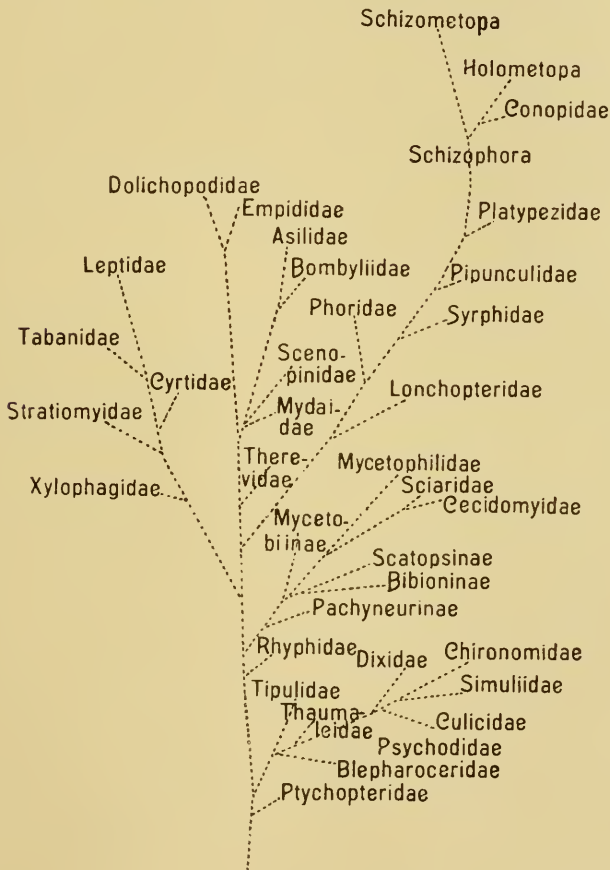 Schizometopa
Holometopa
Conopidae
Schizophora
Dolichopodidae
Empididae
Platypezidae
Asilidae
Leptidae
Bombyliidae
Pipunculidae
Phoridae
Syrphidae
Tabanidae
Sceno-
pinidae
Cyrtidae
Lonchopteridae
Stratiomyidae
Mydai-
dae
Xylophagidae
There-
vidae
Mycetophilidae
Sciaridae
Cecidomyidae
Myceto-
biinae
Scatopsinae
Bibioninae
Pachyneurinae
Rhyphidae
Dixidae
Chironomidae
Tipulidae
Simuliidae
Thauma-
leidae
Culicidae
Psychodidae
Blepharoceridae
Ptychopteridae